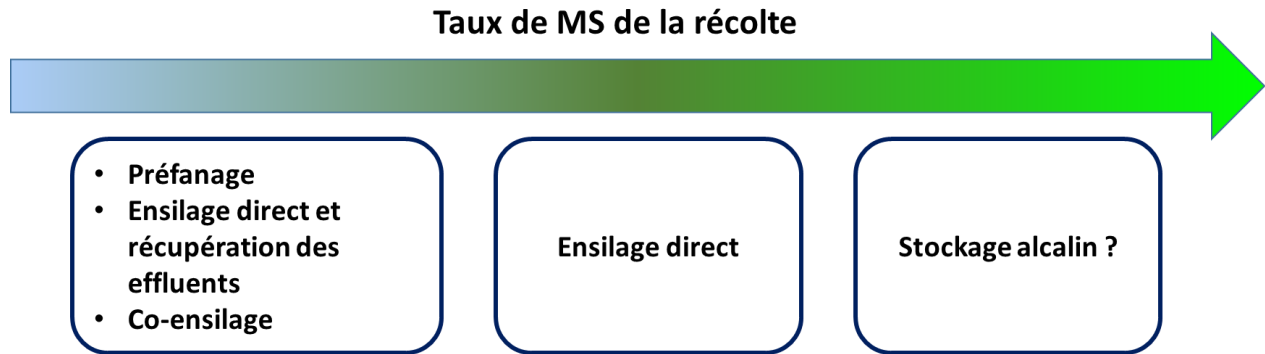 Taux de MS de la récolte
• Préfanage
• Ensilage direct et
récupération des
effluents
• Co-ensilage
Ensilage direct
Stockage alcalin ?